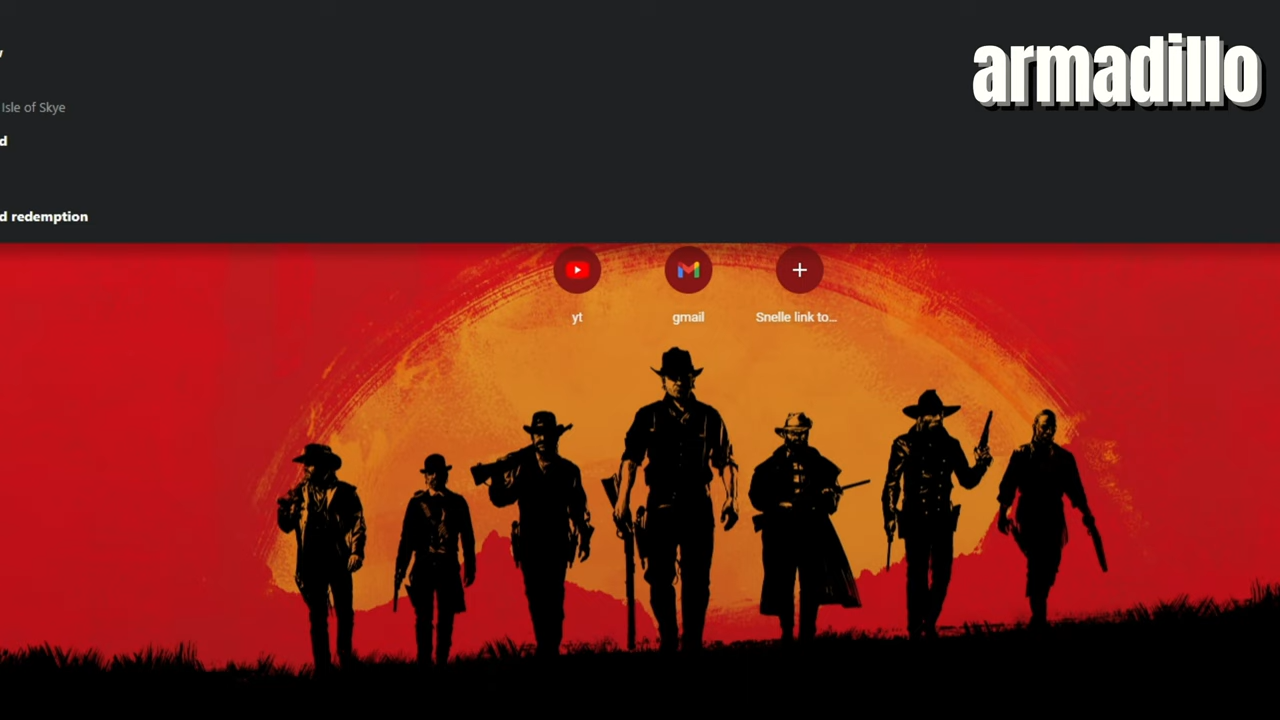 armadillo
Isle of Skye
d
d redemption
yt
gmail
Snelle link to...